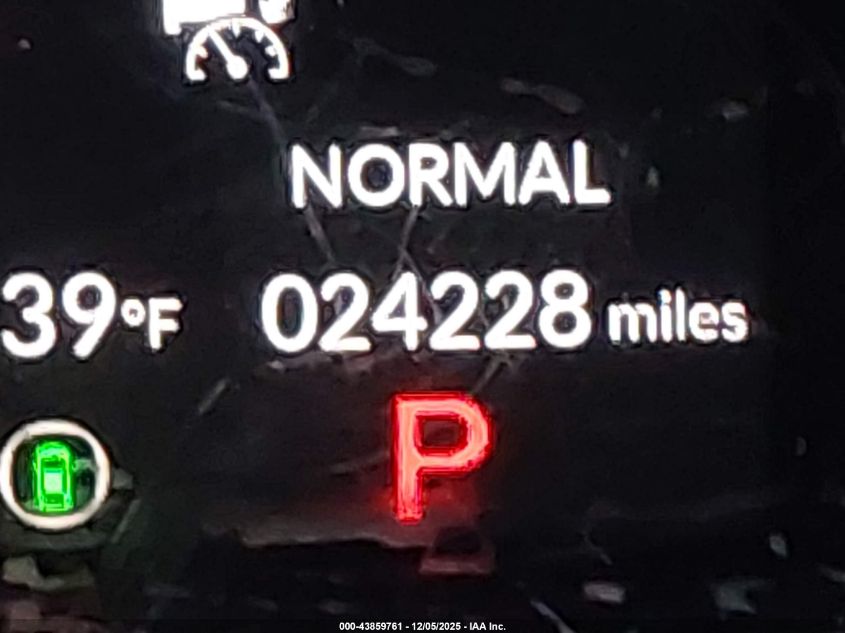 NORMAL
39°F 024228 miles
P
000-43859761 - 12/05/2025 - IAA Inc.